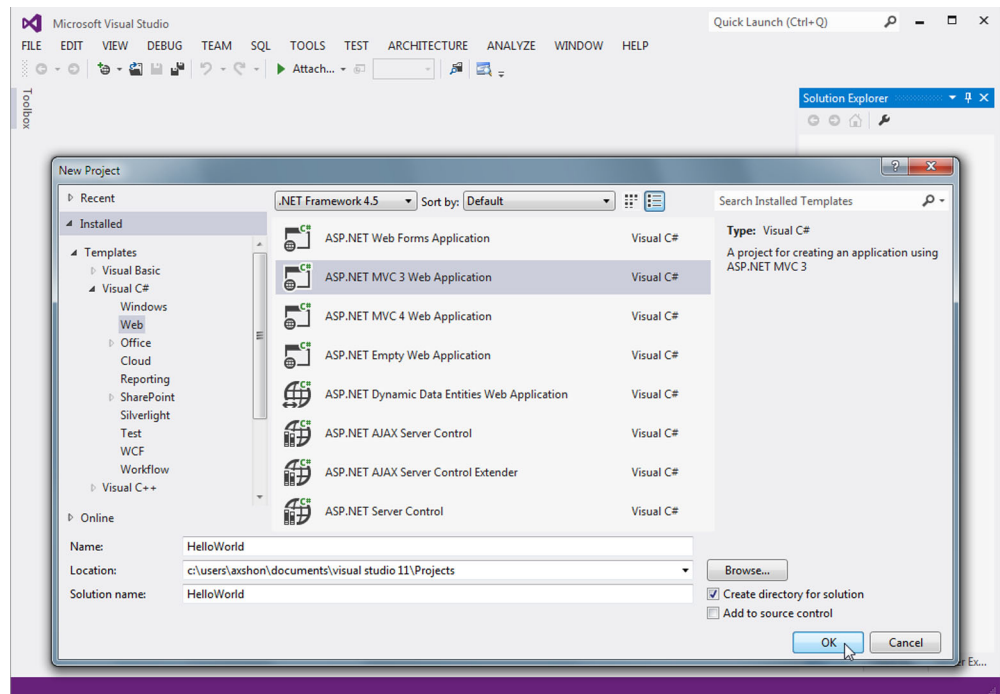 Microsoft Visual Studio
Quick Launch (Ctrl+Q)
FILE EDIT VIEW DEBUG TEAM SQL TOOLS TEST ARCHITECTURE ANALYZE WINDOW HELP
Attach...
Toolbox
Solution Explorer
New Project
Recent
.NET Framework 4.5
Sort by: Default
Search Installed Templates
Installed
Templates
Visual Basic
Visual C#
Windows
Web
Office
Cloud
Reporting
SharePoint
Silverlight
Test
WCF
Workflow
Visual C++
Online
ASP.NET Web Forms Application Visual C#
ASP.NET MVC 3 Web Application Visual C#
ASP.NET MVC 4 Web Application Visual C#
ASP.NET Empty Web Application Visual C#
ASP.NET Dynamic Data Entities Web Application Visual C#
ASP.NET AJAX Server Control Visual C#
ASP.NET AJAX Server Control Extender Visual C#
ASP.NET Server Control Visual C#
Type: Visual C#
A project for creating an application using
ASP.NET MVC 3
Name: HelloWorld
Location: c:\users\axshon\documents\visual studio 11\Projects
Browse...
Solution name: HelloWorld
Create directory for solution
Add to source control
OK
Cancel
Ex...